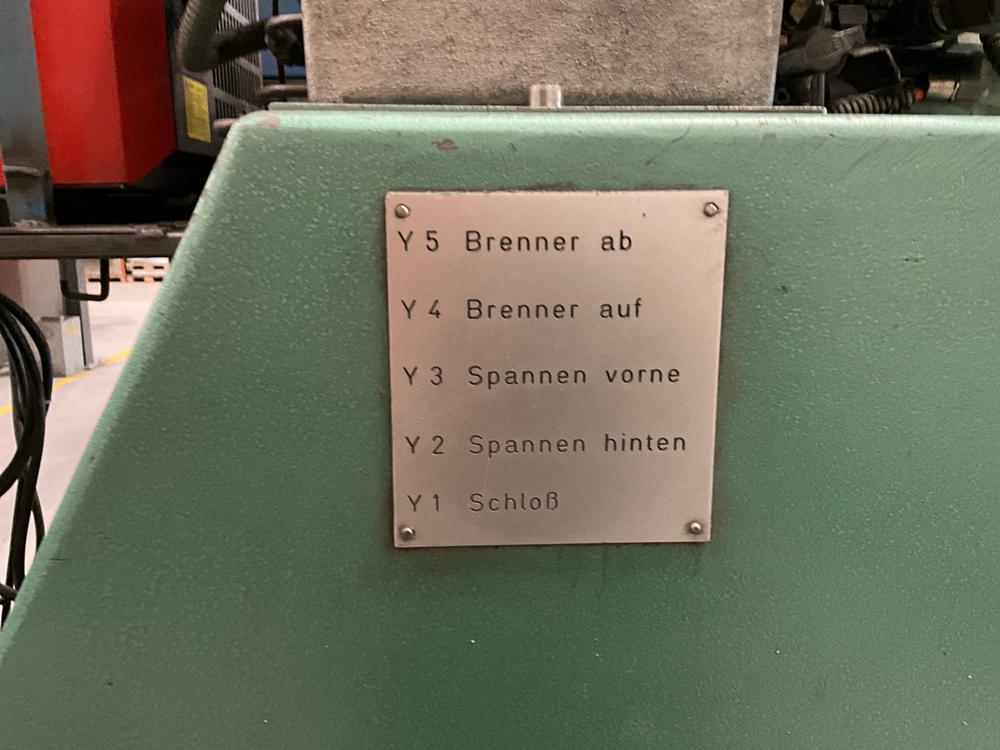 Y 5 Brenner ab
Y 4 Brenner auf
Y 3 Spannen vorne
Y 2 Spannen hinten
Y 1 Schloß